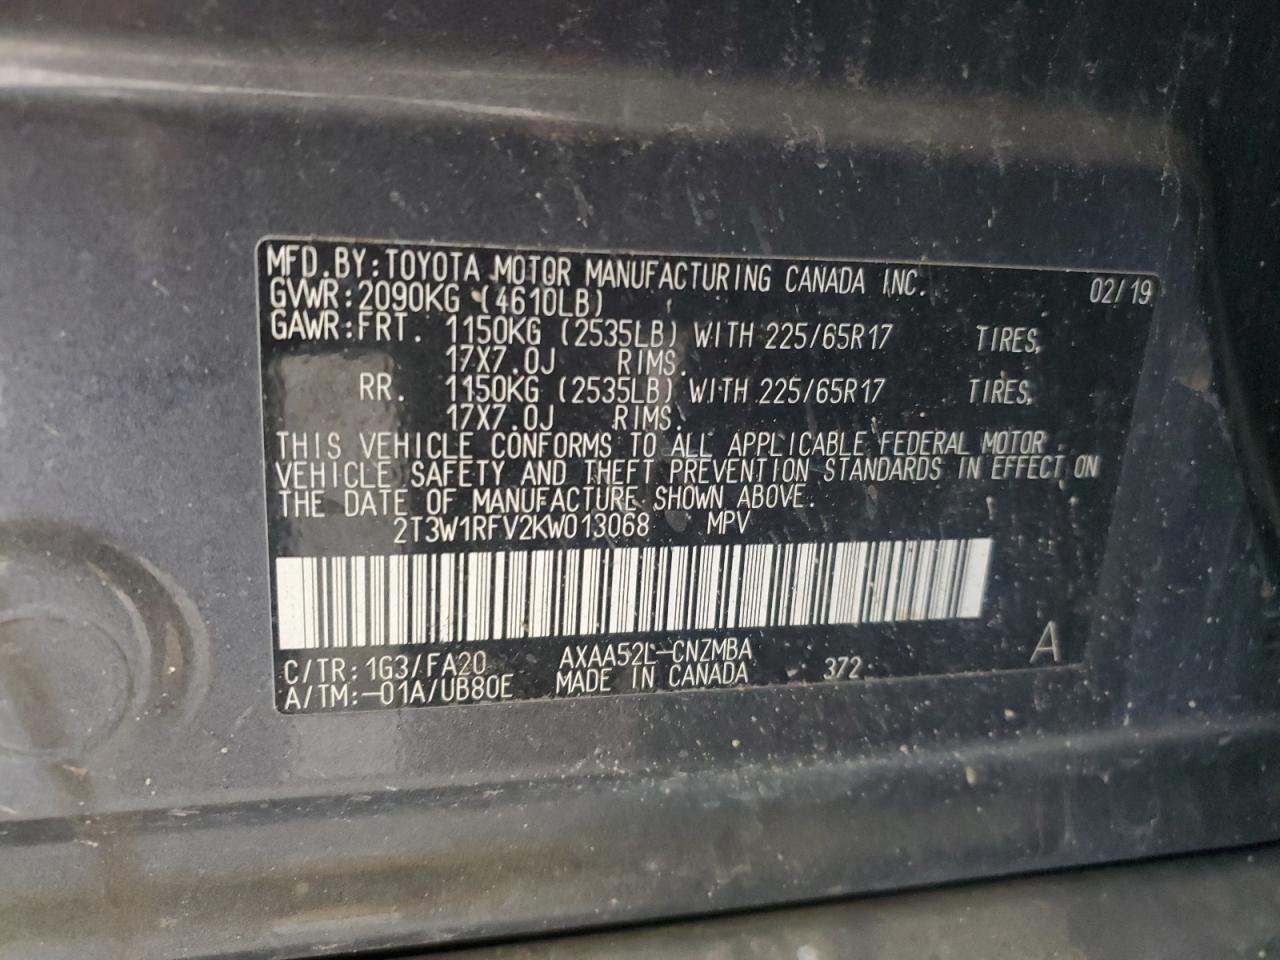 MFD.BY:TOYOTA MOTOR MANUFACTURING CANADA INC. 02/19
GVWR:2090KG (4610LB)
GAWR:FRT. 1150KG (2535LB) WITH 225/65R17 TIRES,
17X7.0J RIMS.
RR. 1150KG (2535LB) WITH 225/65R17 TIRES,
17X7.0J RIMS.
THIS VEHICLE CONFORMS TO ALL APPLICABLE FEDERAL MOTOR
VEHICLE SAFETY AND THEFT PREVENTION STANDARDS IN EFFECT ON
THE DATE OF MANUFACTURE SHOWN ABOVE.
2T3W1RFV2KW013068 MPV
C/TR:1G3/FA20 AXAA52L-CNZMBA 372 A
A/TM:-01A/UB80E MADE IN CANADA